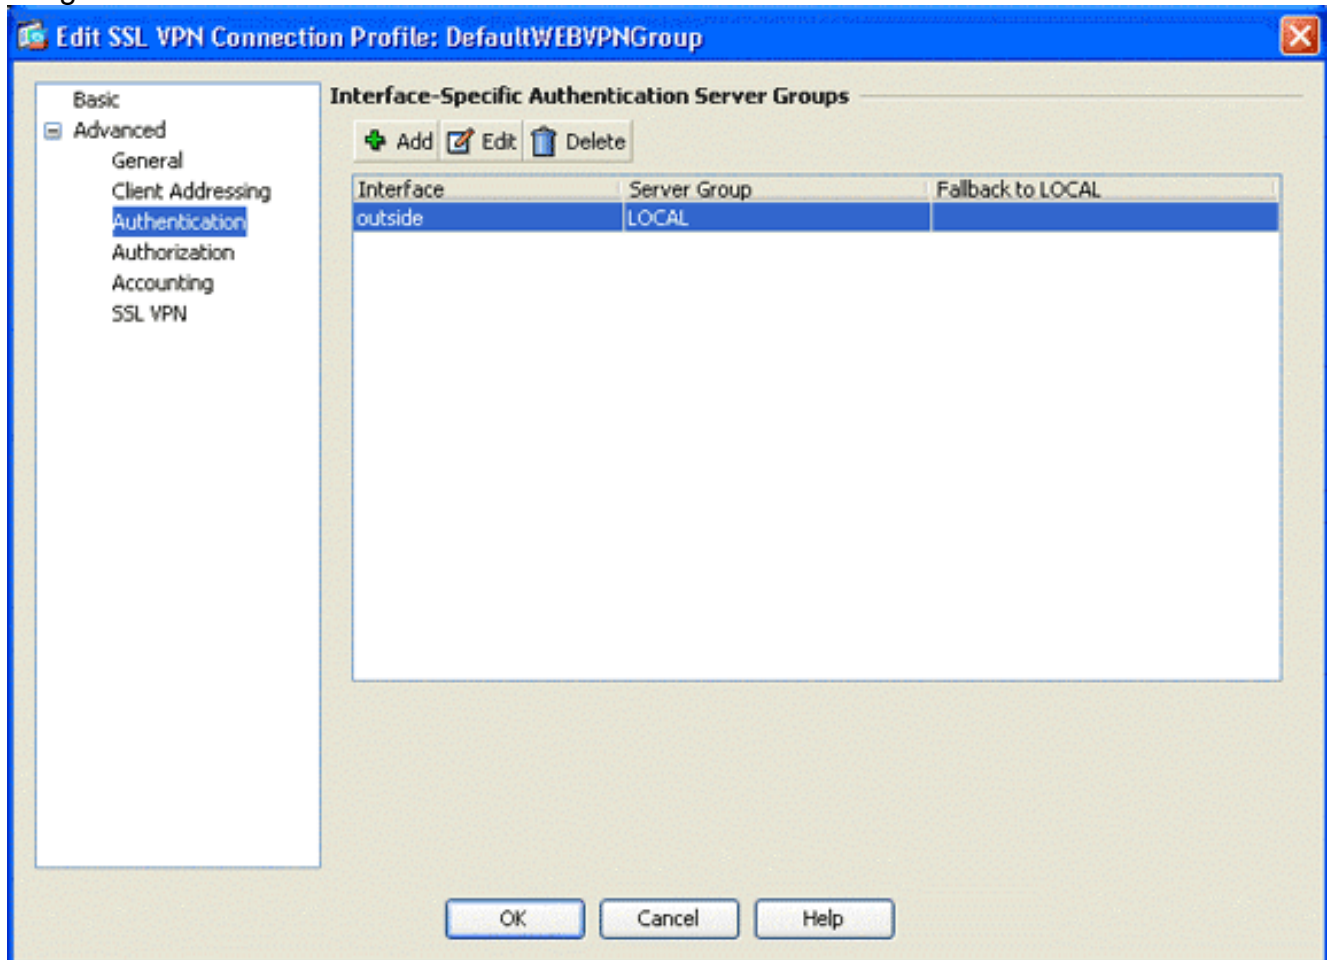 Edit SSL VPN Connection Profile: DefaultWEBVPNGroup
Basic
Advanced
General
Client Addressing
Authentication
Authorization
Accounting
SSL VPN
Interface-Specific Authentication Server Groups
Add Edit Delete
Interface Server Group Fallback to LOCAL
outside LOCAL
OK Cancel Help